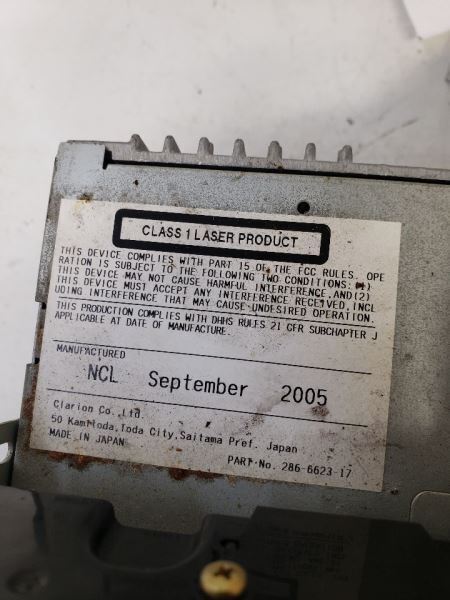 CLASS 1 LASER PRODUCT
THIS DEVICE COMPLIES WITH PART 15 OF THE FCC RULES. OPE
RATION IS SUBJECT TO THE FOLLOWING TWO CONDITIONS:(1)
THIS DEVICE MAY NOT CAUSE HARMFUL INTERFERENCE,AND(2)
THIS DEVICE MUST ACCEPT ANY INTERFERENCE RECEIVED,INCL
UDING INTERFERENCE THAT MAY CAUSE UNDESIRED OPERATION.
THIS PRODUCTION COMPLIES WITH DHHS RULES 21 CFR SUBCHAPTER J
APPLICABLE AT DATE OF MANUFACTURE.
MANUFACTURED
NCL September 2005
Clarion Co.,Ltd.
50 Kamitoda,Toda City,Saitama Pref. Japan
MADE IN JAPAN
PART-No. 286-6623-17